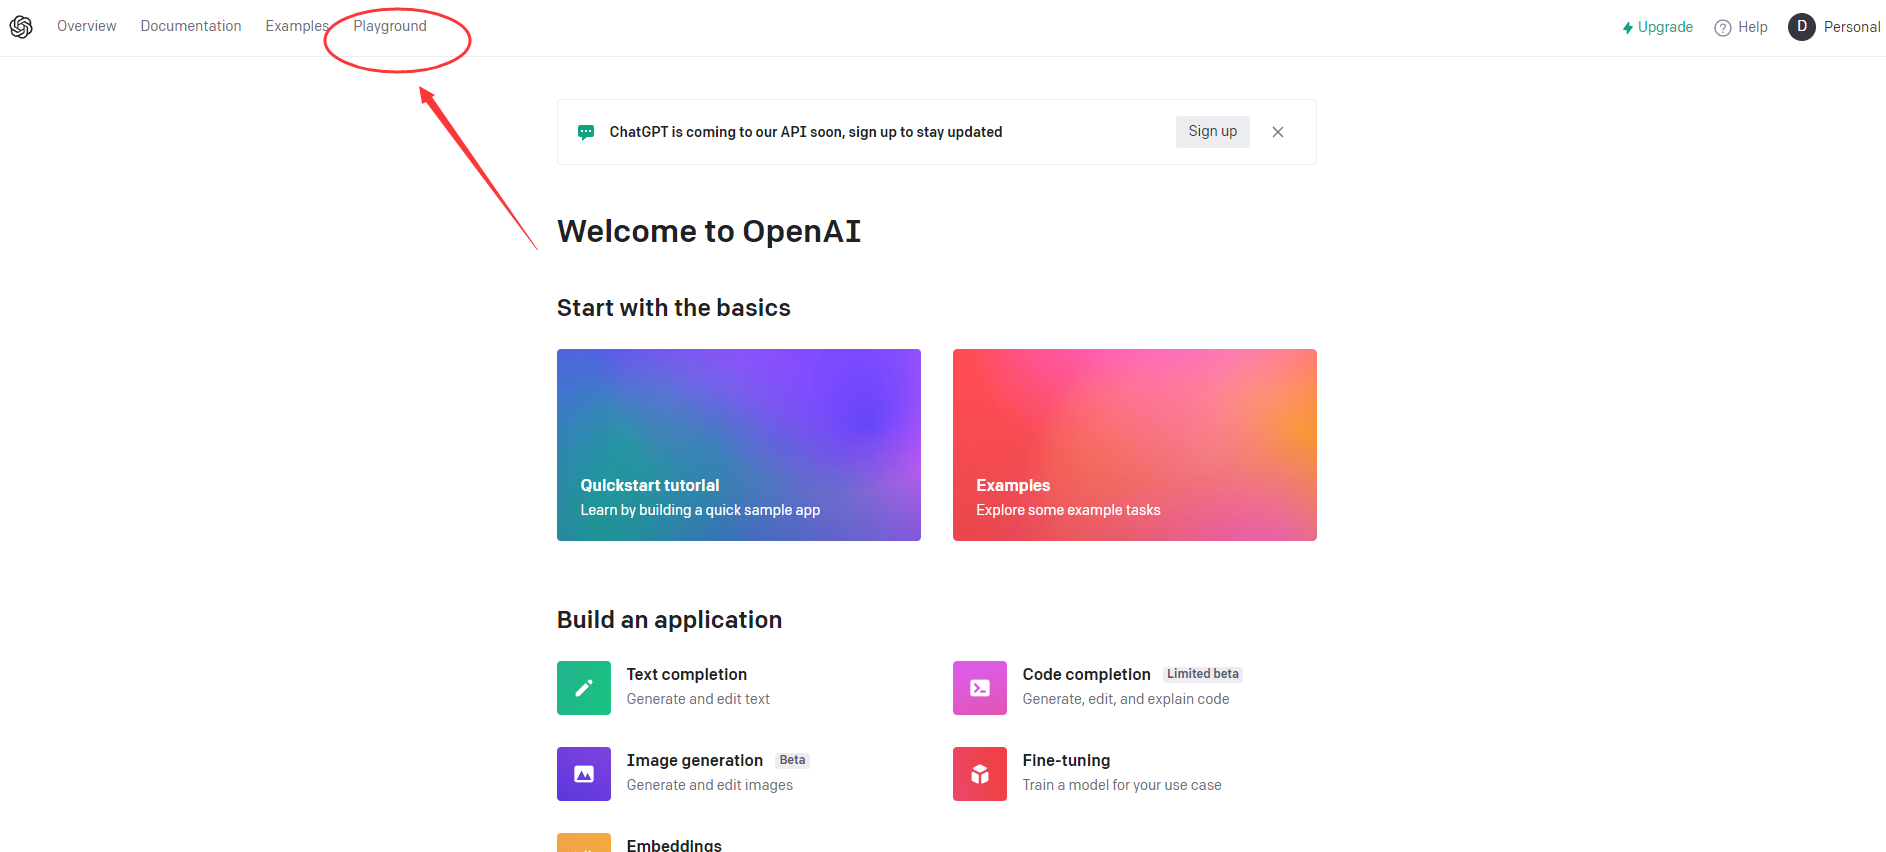 Overview Documentation Examples Playground Upgrade Help D Personal
ChatGPT is coming to our API soon, sign up to stay updated Sign up
Welcome to OpenAI
Start with the basics
Quickstart tutorial
Learn by building a quick sample app
Examples
Explore some example tasks
Build an application
Text completion
Generate and edit text
Code completion Limited beta
Generate, edit, and explain code
Image generation Beta
Generate and edit images
Fine-tuning
Train a model for your use case
Embeddings